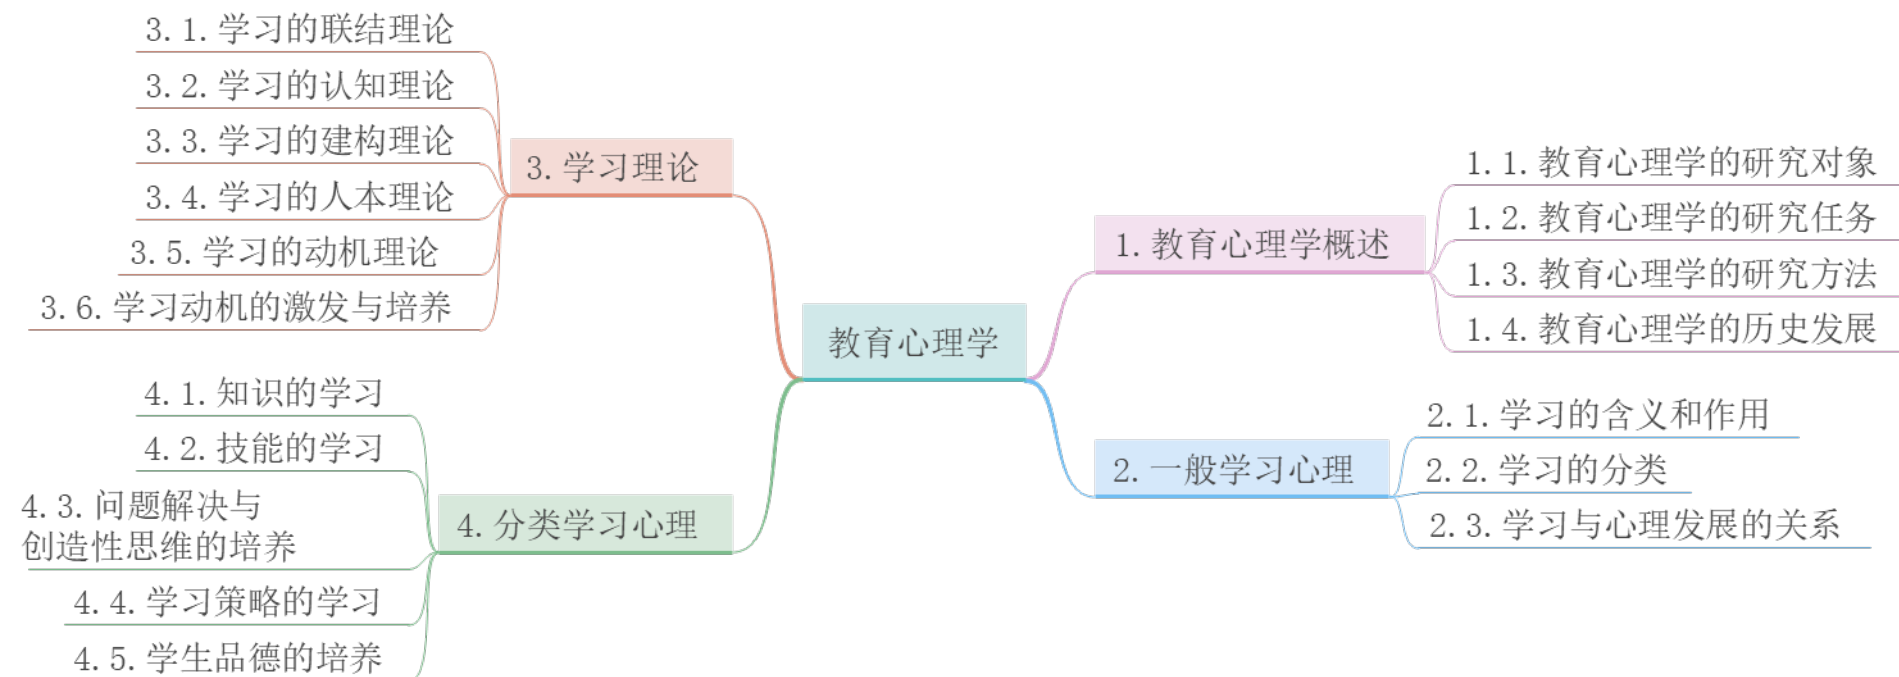 教育心理学
1.教育心理学概述
1.1.教育心理学的研究对象
1.2.教育心理学的研究任务
1.3.教育心理学的研究方法
1.4.教育心理学的历史发展
2.一般学习心理
2.1.学习的含义和作用
2.2.学习的分类
2.3.学习与心理发展的关系
3.学习理论
3.1.学习的联结理论
3.2.学习的认知理论
3.3.学习的建构理论
3.4.学习的人本理论
3.5.学习的动机理论
3.6.学习动机的激发与培养
4.分类学习心理
4.1.知识的学习
4.2.技能的学习
4.3.问题解决与
创造性思维的培养
4.4.学习策略的学习
4.5.学生品德的培养